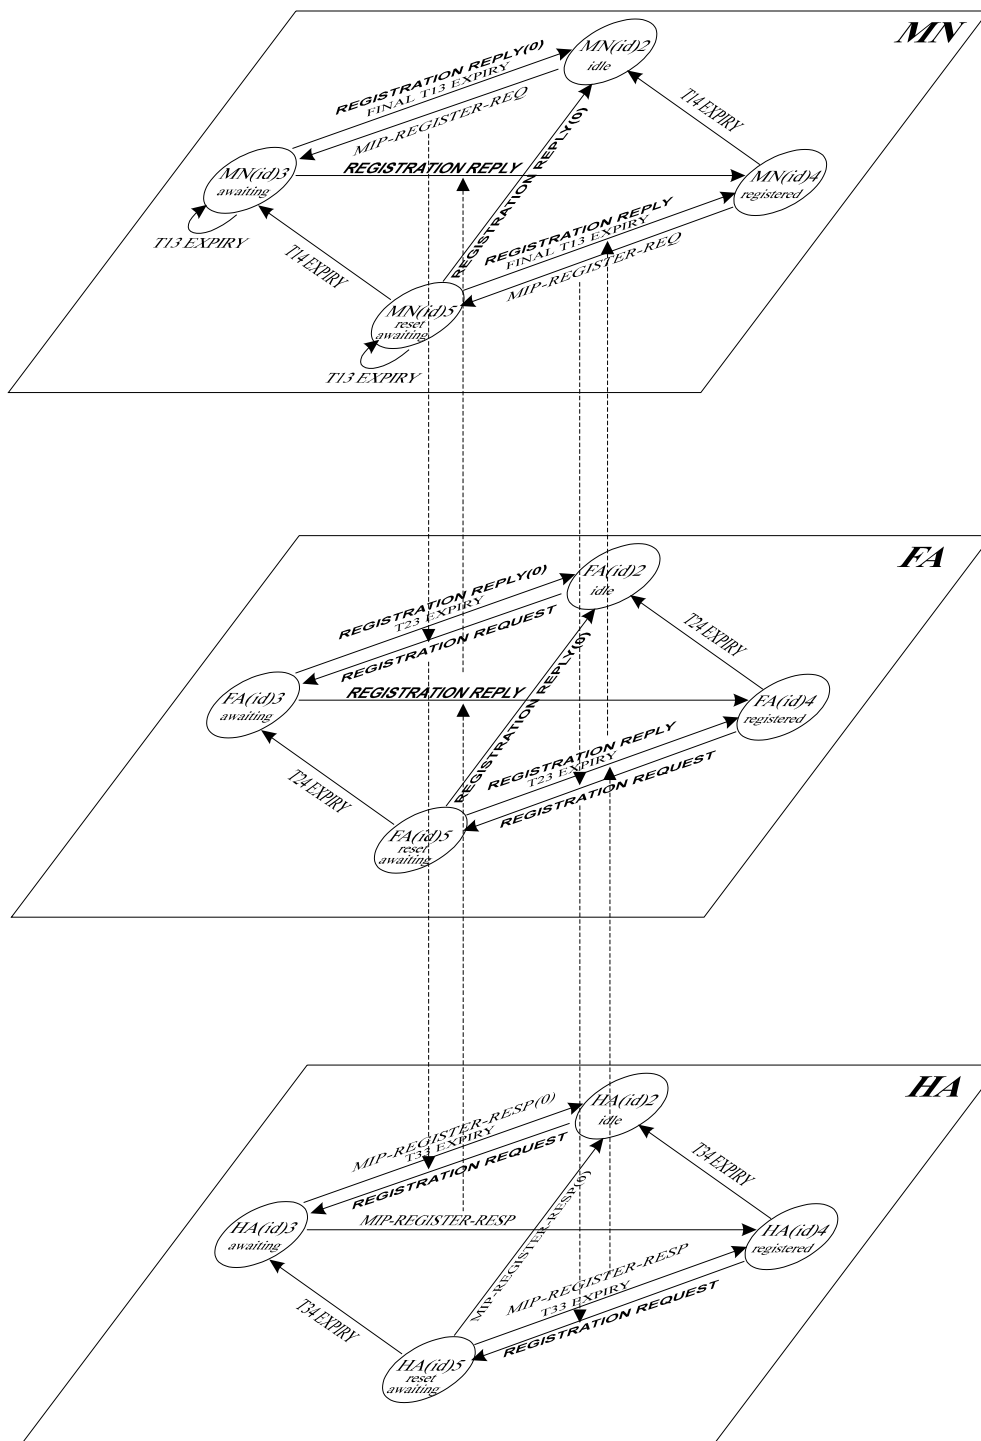 MN
MN(id)2
idle
REGISTRATION REPLY(0)
FINAL T13 EXPIRY
MIP-REGISTER-REQ
T14 EXPIRY
MN(id)3
awaiting
REGISTRATION REPLY
MN(id)4
registered
REGISTRATION REPLY(0)
REGISTRATION REPLY
FINAL T13 EXPIRY
MIP-REGISTER-REQ
T13 EXPIRY
T14 EXPIRY
MN(id)5
reset
awaiting
T13 EXPIRY
FA
FA(id)2
idle
REGISTRATION REPLY(0)
T23 EXPIRY
REGISTRATION REQUEST
T24 EXPIRY
FA(id)3
awaiting
REGISTRATION REPLY
FA(id)4
registered
REGISTRATION REPLY(0)
REGISTRATION REPLY
T23 EXPIRY
REGISTRATION REQUEST
T24 EXPIRY
FA(id)5
reset
awaiting
HA
HA(id)2
idle
MIP-REGISTER-RESP(0)
T33 EXPIRY
REGISTRATION REQUEST
T34 EXPIRY
HA(id)3
awaiting
MIP-REGISTER-RESP
HA(id)4
registered
MIP-REGISTER-RESP(0)
MIP-REGISTER-RESP
T33 EXPIRY
REGISTRATION REQUEST
T34 EXPIRY
HA(id)5
reset
awaiting